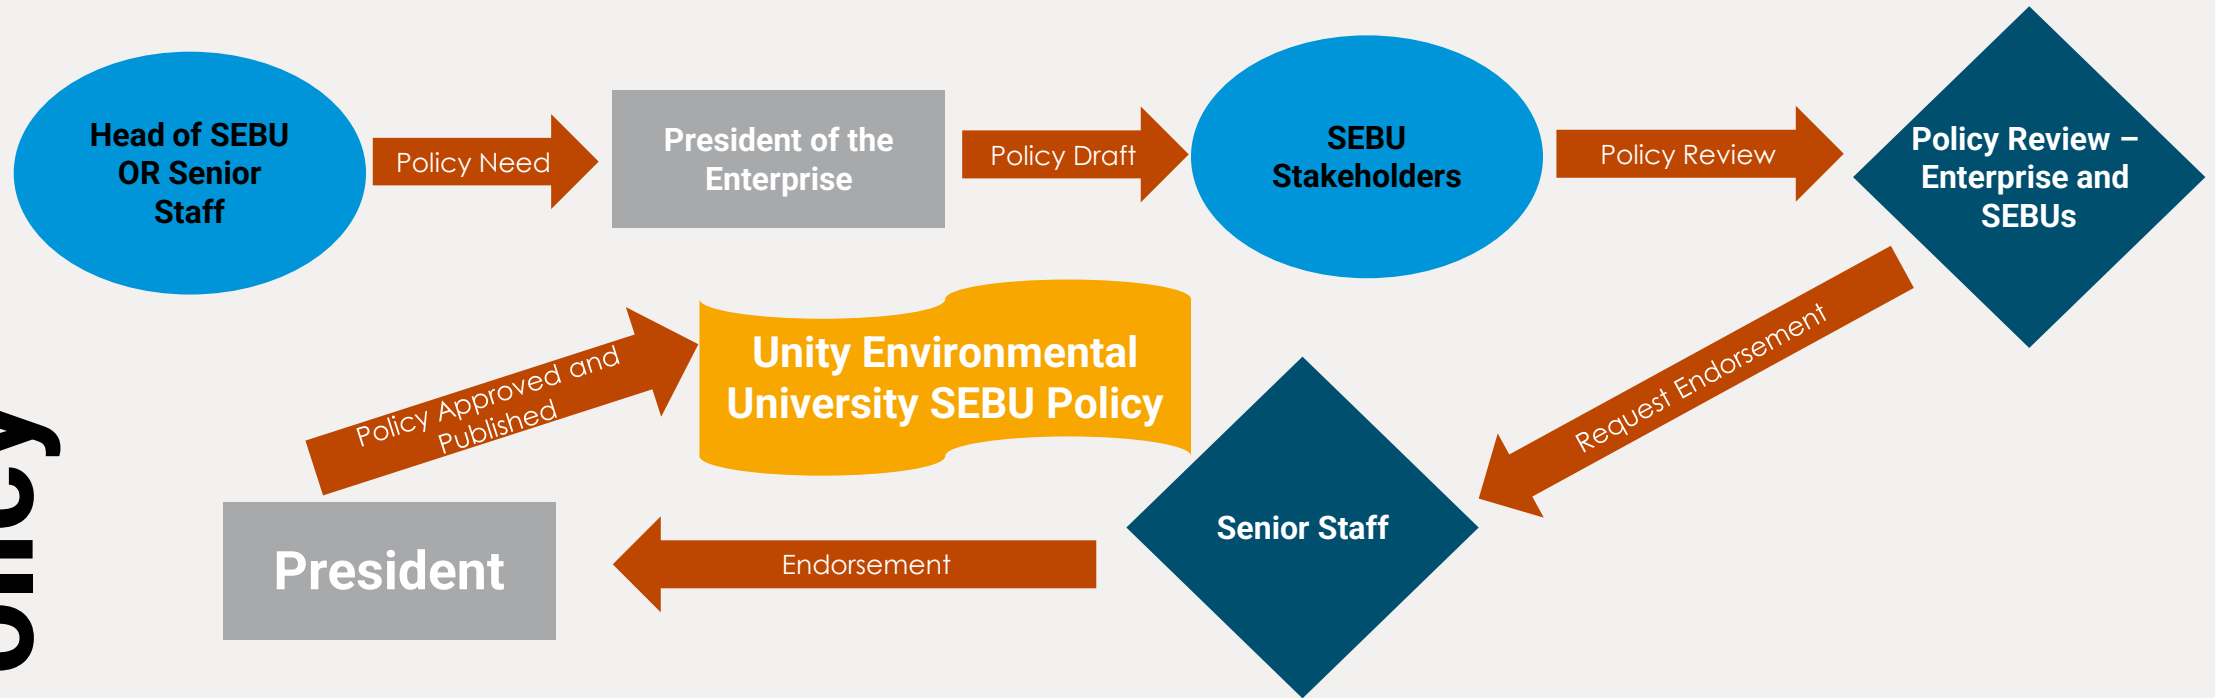 Head of SEBU
OR Senior
Staff
Policy Need
President of the
Enterprise
Policy Draft
SEBU
Stakeholders
Policy Review
Policy Review –
Enterprise and
SEBUs
Request Endorsement
Senior Staff
Endorsement
President
Policy Approved and
Published
Unity Environmental
University SEBU Policy